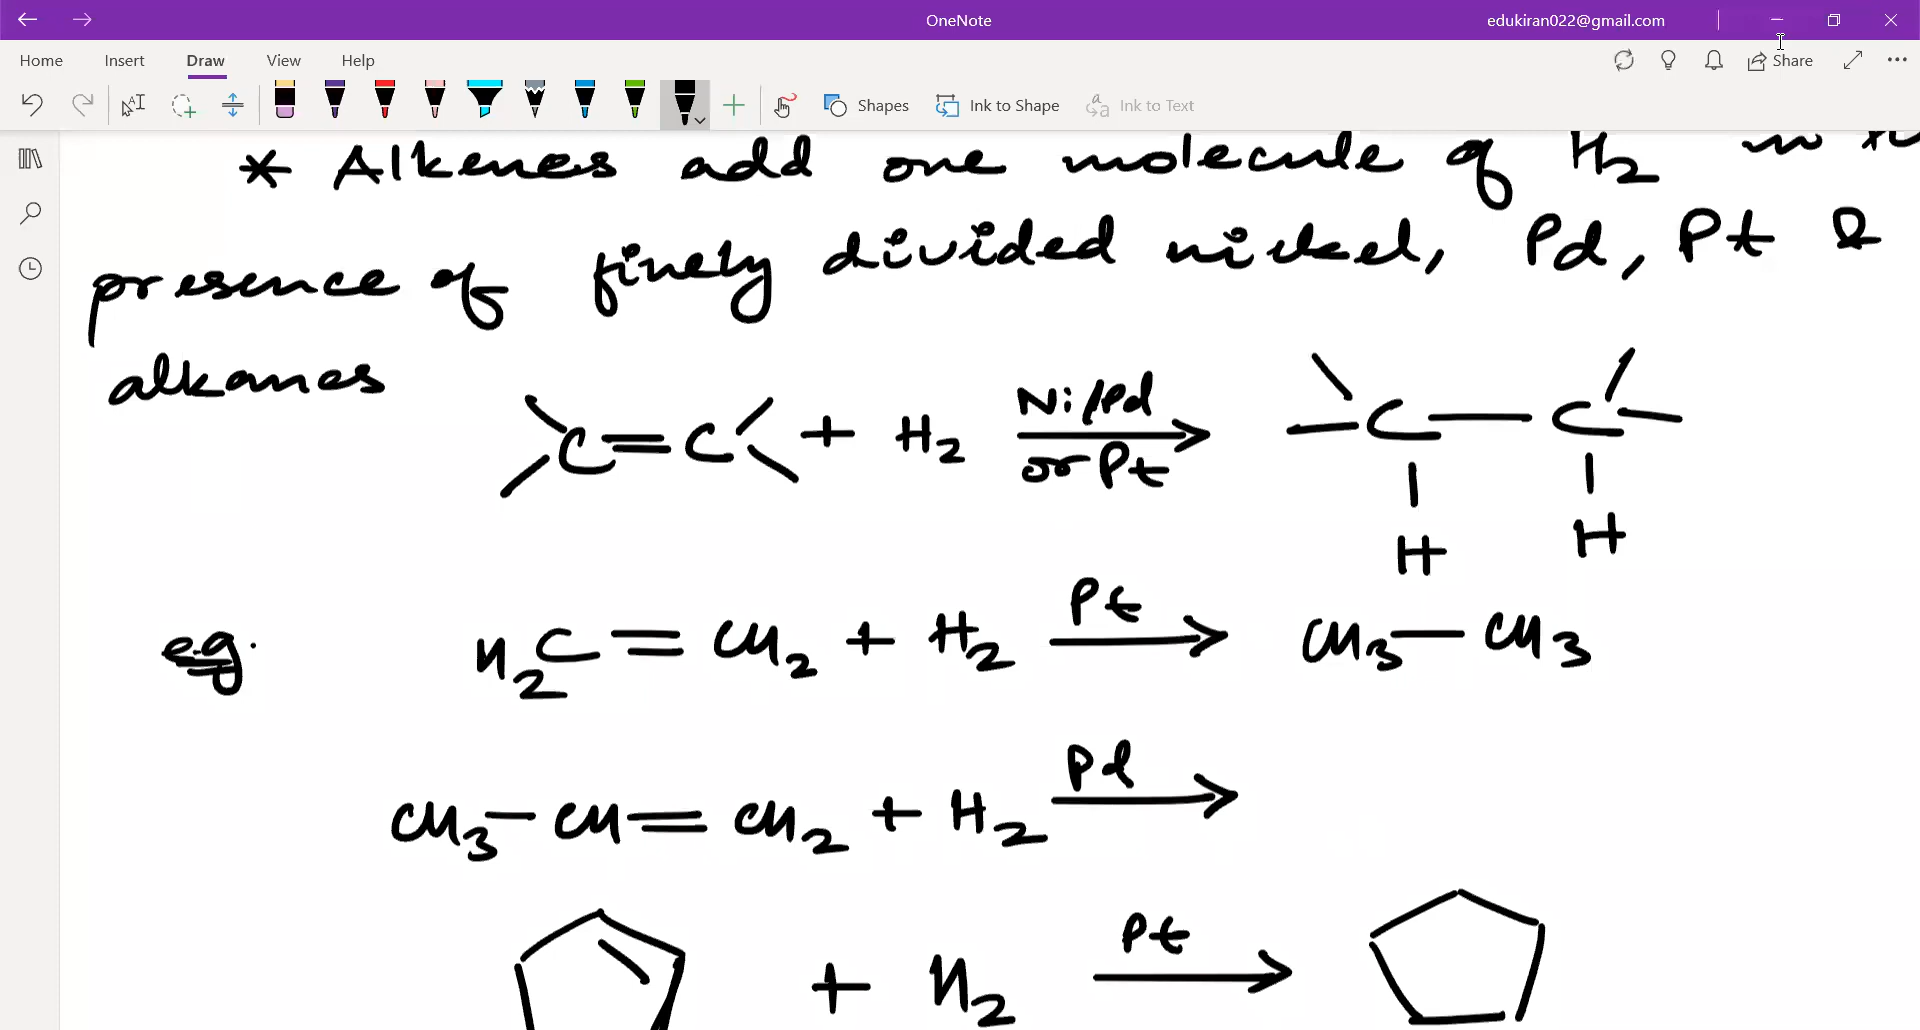 OneNote
edukiran022@gmail.com
Home Insert Draw View Help
Share
Shapes Ink to Shape Ink to Text
* Alkenes add one molecule of H2 in
presence of finely divided nickel, Pd, Pt &
alkanes
C=C + H2 Ni/Pd or Pt C—C
H H
e.g. H2C=CH2 + H2 Pt CH3—CH3
CH3—CH=CH2 + H2 Pd
+ H2 Pt